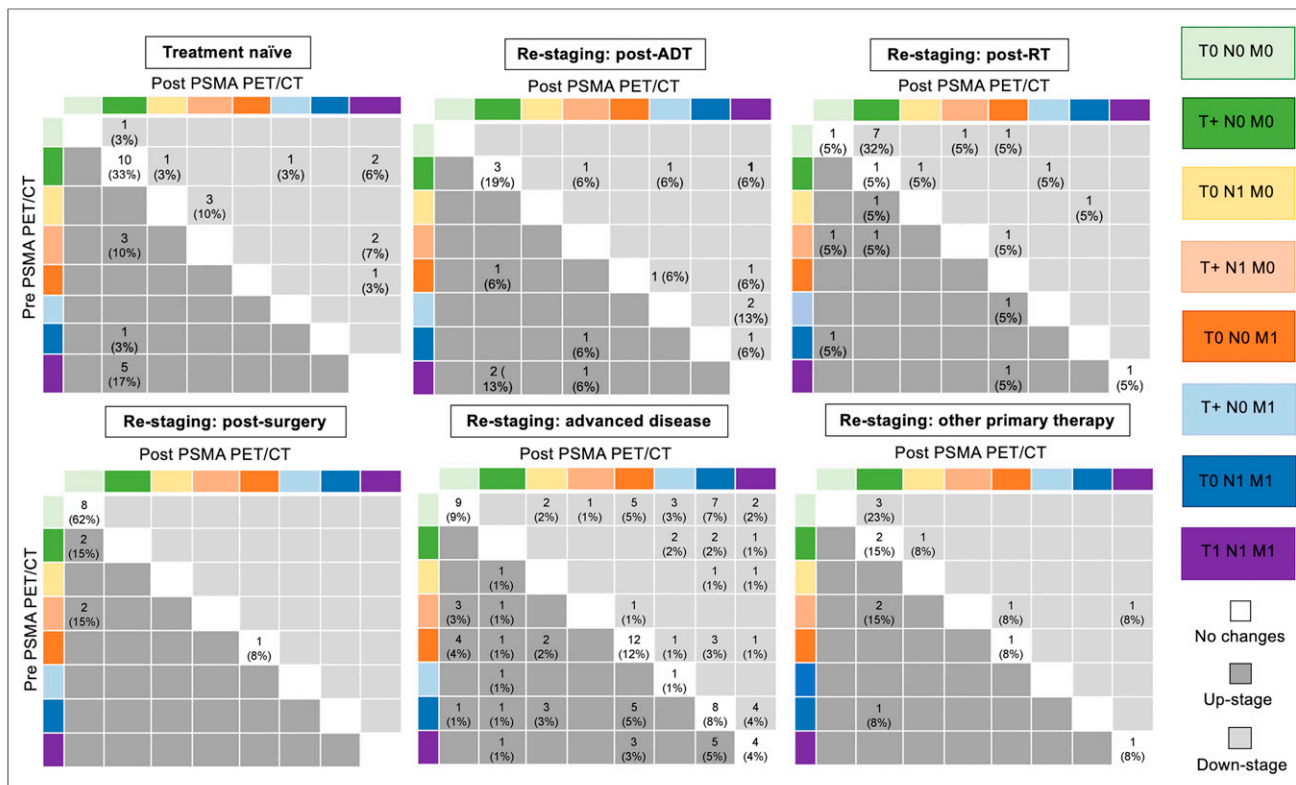 Treatment naïve
Post PSMA PET/CT
Pre PSMA PET/CT
1
(3%)
10 1 1 2
(33%) (3%) (3%) (6%)
3
(10%)
3 2
(10%) (7%)
1
(3%)
1
(3%)
5
(17%)
Re-staging: post-ADT
Post PSMA PET/CT
3 1 1 1
(19%) (6%) (6%) (6%)
1 1 (6%) 1
(6%) (6%)
2
(13%)
1 1
(6%) (6%)
2 ( 1
13%) (6%)
Re-staging: post-RT
Post PSMA PET/CT
1 7 1 1
(5%) (32%) (5%) (5%)
1 1 1
(5%) (5%) (5%)
1 1
(5%) (5%)
1 1 1
(5%) (5%) (5%)
1
(5%)
1
(5%)
1 1
(5%) (5%)
Re-staging: post-surgery
Post PSMA PET/CT
Pre PSMA PET/CT
8
(62%)
2
(15%)
2
(15%)
1
(8%)
Re-staging: advanced disease
Post PSMA PET/CT
9 2 1 5 3 7 2
(9%) (2%) (1%) (5%) (3%) (7%) (2%)
2 2 1
(2%) (2%) (1%)
1 1 1
(1%) (1%) (1%)
3 1 1
(3%) (1%) (1%)
4 1 2 12 1 3 1
(4%) (1%) (2%) (12%) (1%) (3%) (1%)
1 1
(1%) (1%)
1 1 3 5 8 4
(1%) (1%) (3%) (5%) (8%) (4%)
1 3 5 4
(1%) (3%) (5%) (4%)
Re-staging: other primary therapy
Post PSMA PET/CT
3
(23%)
2 1
(15%) (8%)
2 1 1
(15%) (8%) (8%)
1
(8%)
1
(8%)
1
(8%)
T0 N0 M0
T+ N0 M0
T0 N1 M0
T+ N1 M0
T0 N0 M1
T+ N0 M1
T0 N1 M1
T1 N1 M1
No changes
Up-stage
Down-stage